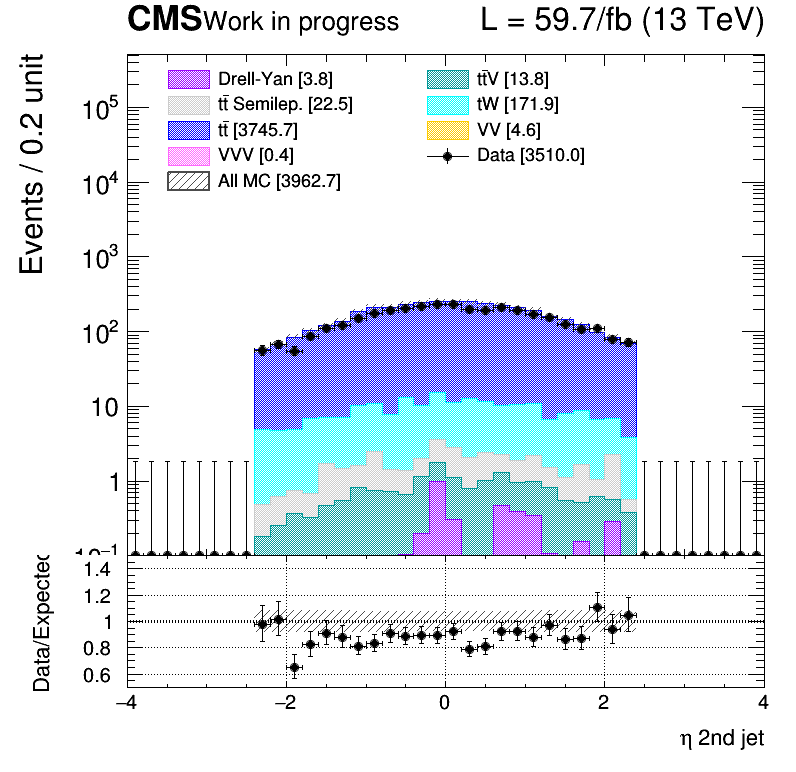 CMS Work in progress L = 59.7/fb (13 TeV)
Events / 0.2 unit
Drell-Yan [3.8] tt̄V [13.8]
tt̄ Semilep. [22.5] tW [171.9]
tt̄ [3745.7] VV [4.6]
VVV [0.4] Data [3510.0]
All MC [3962.7]
10⁵
10⁴
10³
10²
10
1
Data/Expected
1.4
1.2
1
0.8
0.6
−4 −2 0 2 4
η 2nd jet